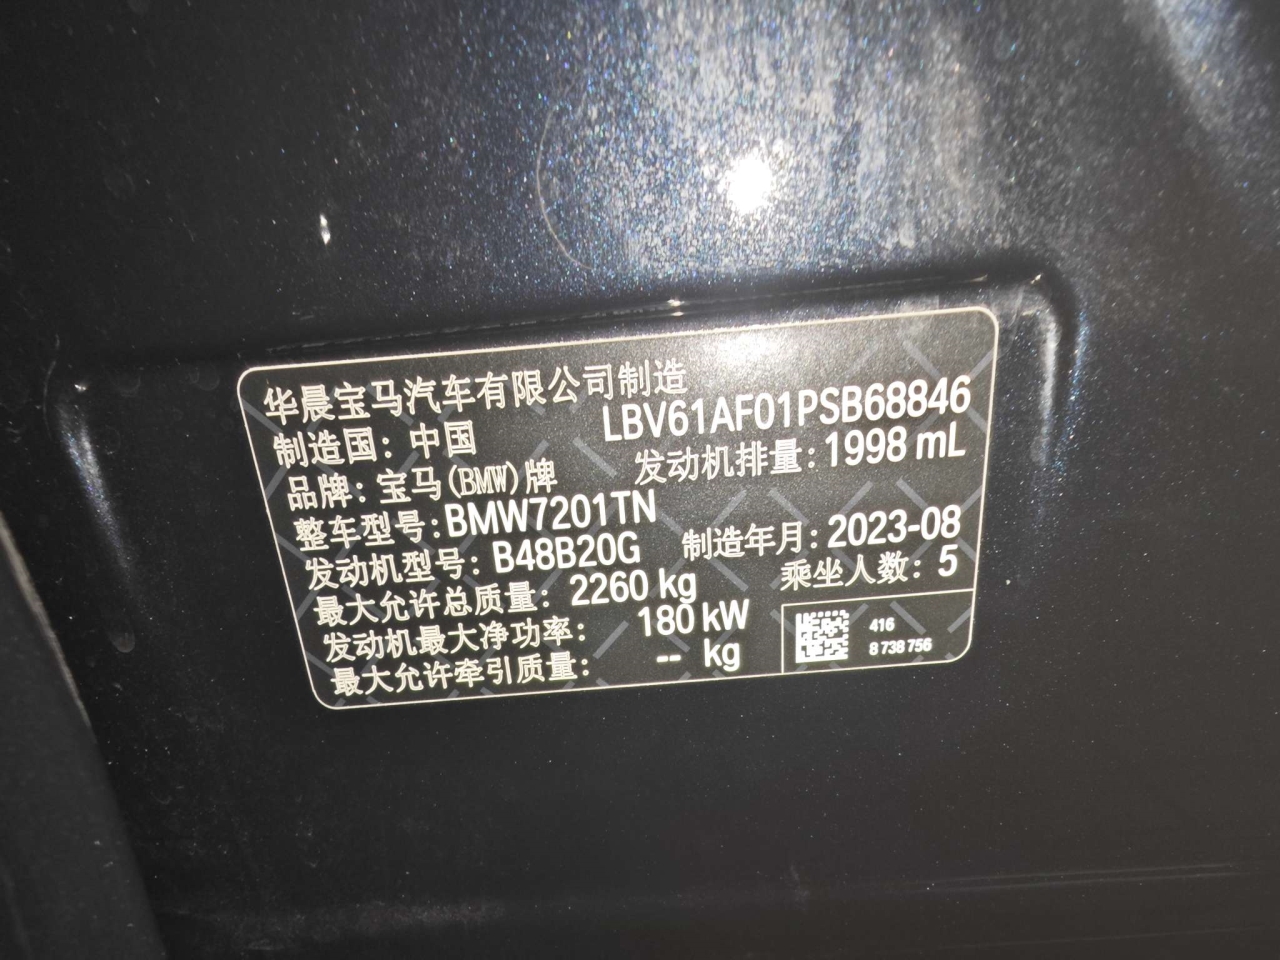 华晨宝马汽车有限公司制造
LBV61AF01PSB68846
制造国：中国
发动机排量：1998 mL
品牌：宝马(BMW)牌
整车型号：BMW7201TN
制造年月：2023-08
发动机型号：B48B20G
乘坐人数：5
最大允许总质量：2260 kg
发动机最大净功率：180 kW
最大允许牵引质量：-- kg
416
8 738 756